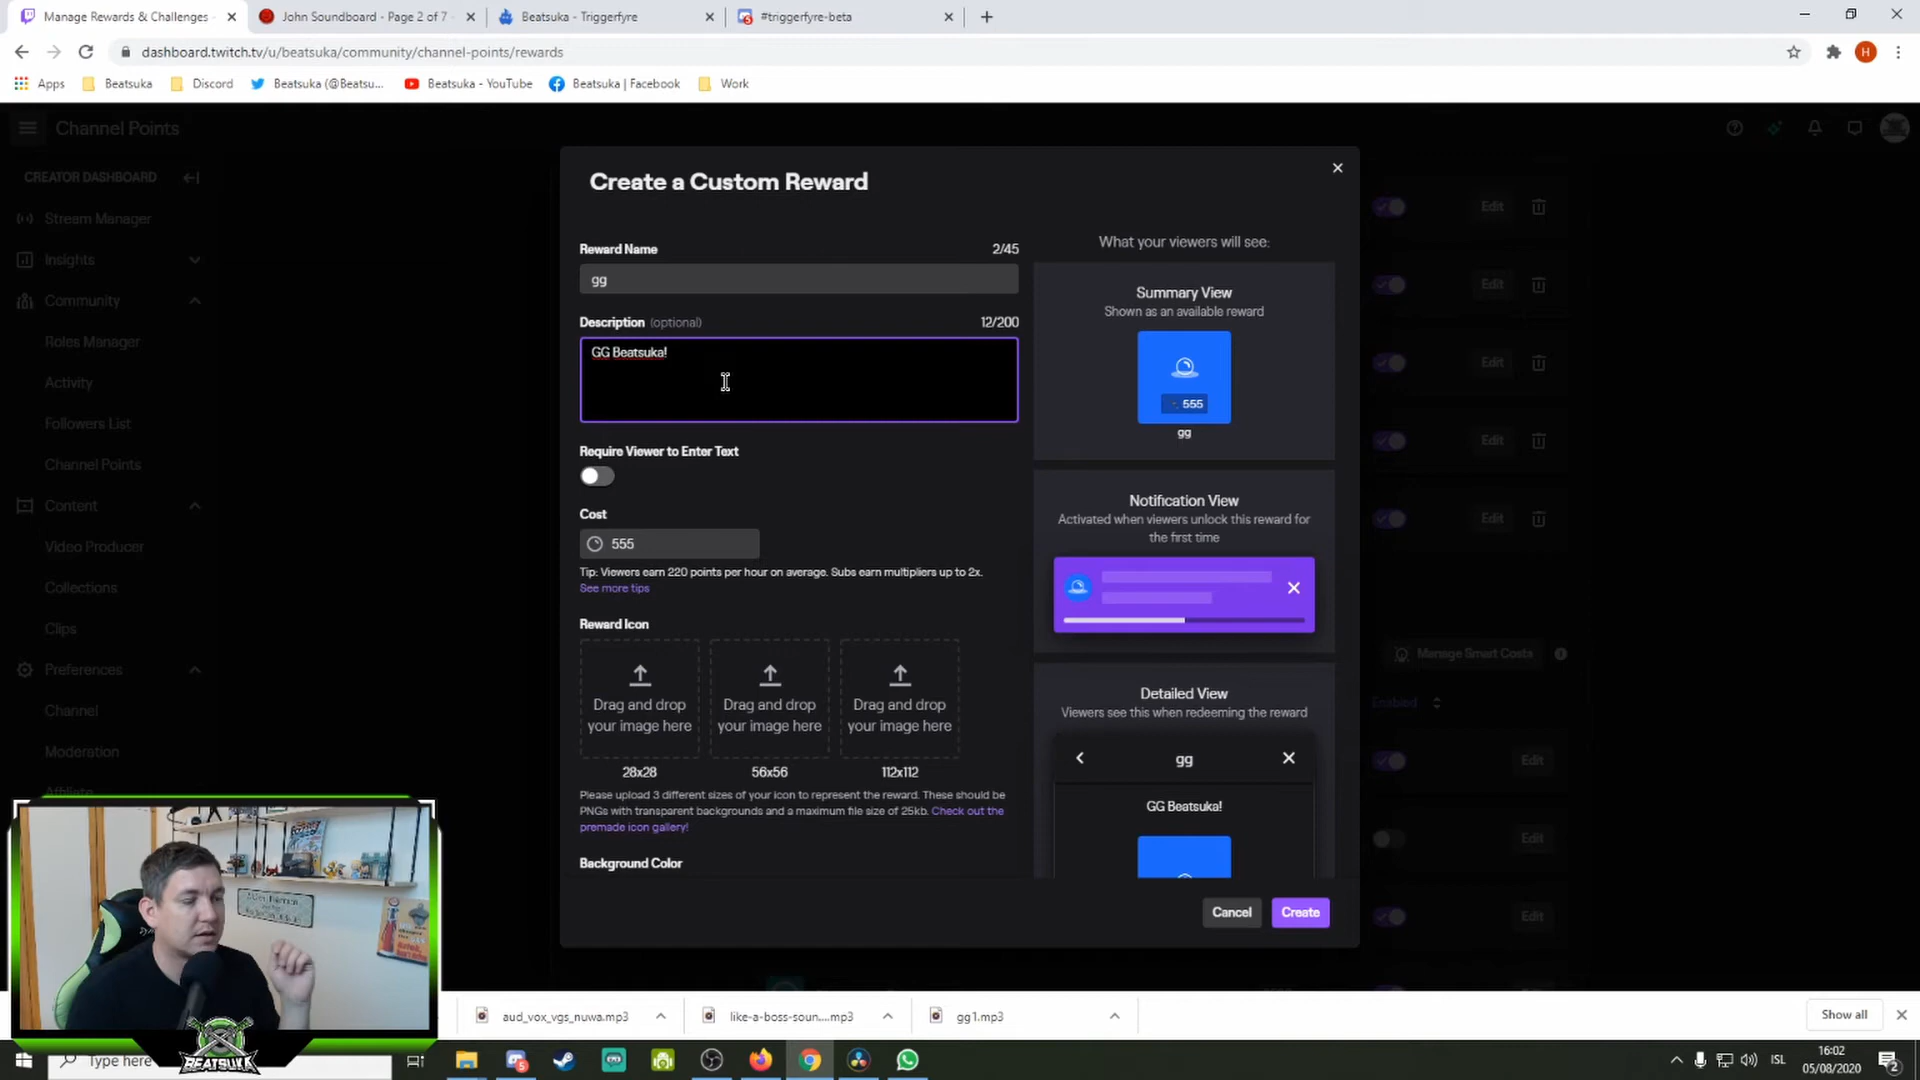 Manage Rewards & Challenges -
John Soundboard - Page 2 of 7 -
Beatsuka - Triggerfyre
#triggerfyre-beta
dashboard.twitch.tv/u/beatsuka/community/channel-points/rewards
H
Apps
Beatsuka
Discord
Beatsuka (@Beatsu...
Beatsuka - YouTube
Beatsuka | Facebook
Work
Channel Points
CREATOR DASHBOARD
Stream Manager
Insights
Community
Roles Manager
Activity
Followers List
Channel Points
Content
Video Producer
Collections
Clips
Preferences
Channel
Moderation
Affiliate
Create a Custom Reward
Reward Name
2/45
gg
Description (optional)
12/200
GG Beatsuka!
Require Viewer to Enter Text
Cost
555
Tip: Viewers earn 220 points per hour on average. Subs earn multipliers up to 2x.
See more tips
Reward Icon
Drag and drop
your image here
Drag and drop
your image here
Drag and drop
your image here
28x28
56x56
112x112
Please upload 3 different sizes of your icon to represent the reward. These should be
PNGs with transparent backgrounds and a maximum file size of 25kb. Check out the
premade icon gallery!
Background Color
What your viewers will see:
Summary View
Shown as an available reward
555
gg
Notification View
Activated when viewers unlock this reward for
the first time
Detailed View
Viewers see this when redeeming the reward
gg
GG Beatsuka!
Cancel
Create
Edit
Edit
Edit
Edit
Edit
Manage Smart Costs
Enabled
Edit
Edit
Edit
BEATSUKA
aud_vox_vgs_nuwa.mp3
like-a-boss-soun....mp3
gg1.mp3
Show all
Type here
5
ISL
16:02
05/08/2020
2